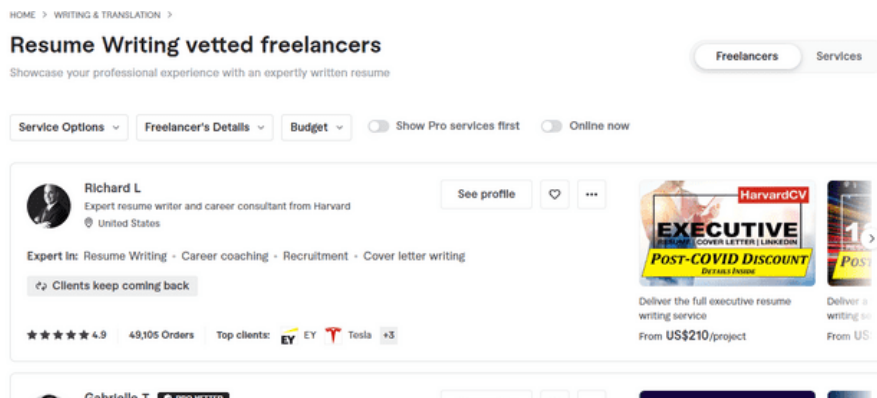 HOME > WRITING & TRANSLATION >
Resume Writing vetted freelancers
Showcase your professional experience with an expertly written resume
Freelancers
Services
Service Options
Freelancer's Details
Budget
Show Pro services first
Online now
Richard L
Expert resume writer and career consultant from Harvard
United States
See profile
...
Expert in: Resume Writing • Career coaching • Recruitment • Cover letter writing
Clients keep coming back
★★★★★ 4.9
49,105 Orders
Top clients:
EY
EY
Tesla
+3
HarvardCV
EXECUTIVE
RESUME | COVER LETTER | LINKEDIN
POST-COVID DISCOUNT
DETAILS INSIDE
Deliver the full executive resume
writing service
From US$210/project
Deliver a
writing
From US
Gabrielle T
PRO VETTED